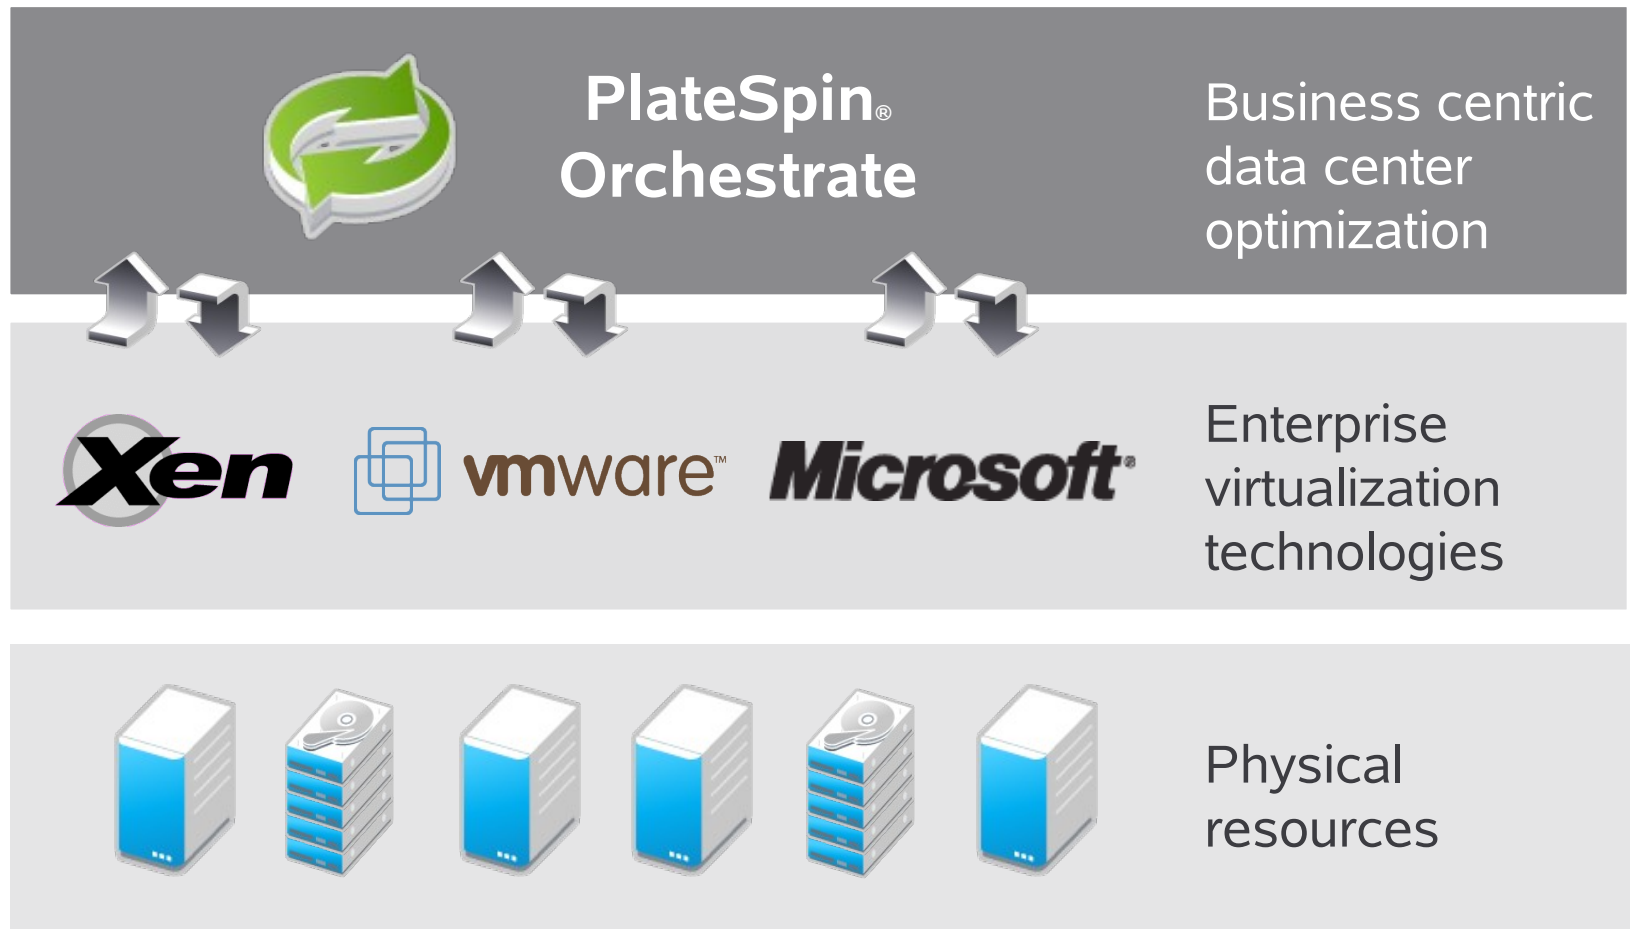 PlateSpin®
Orchestrate
Business centric
data center
optimization
Xen
vmware™
Microsoft®
Enterprise
virtualization
technologies
Physical
resources